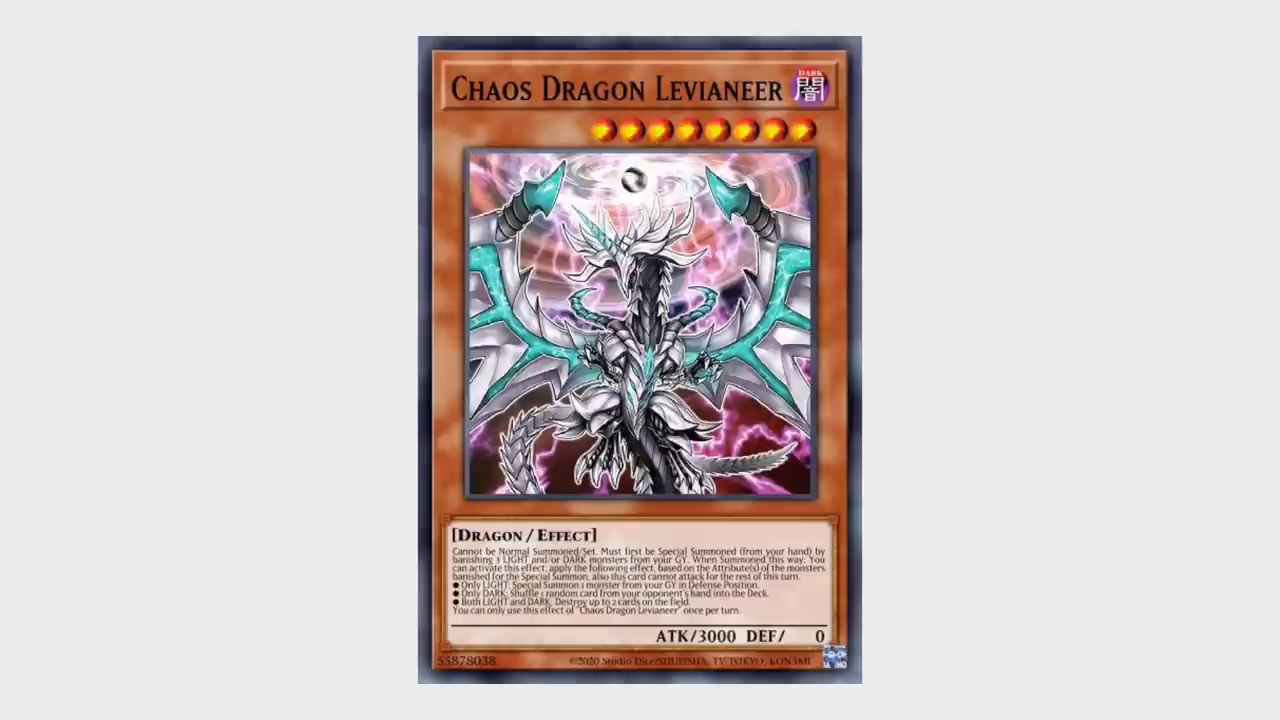 CHAOS DRAGON LEVIANEER
DARK
闇
[DRAGON / EFFECT]
Cannot be Normal Summoned/Set. Must first be Special Summoned (from your hand) by
banishing 3 LIGHT and/or DARK monsters from your GY. When Summoned this way: You
can activate this effect; apply the following effect, based on the Attribute(s) of the monsters
banished for the Special Summon, also this card cannot attack for the rest of this turn.
● Only LIGHT: Special Summon 1 monster from your GY in Defense Position.
● Only DARK: Shuffle 1 random card from your opponent's hand into the Deck.
● Both LIGHT and DARK: Destroy up to 2 cards on the field.
You can only use this effect of "Chaos Dragon Levianeer" once per turn.
ATK/3000 DEF/ 0
55878038
©2020 Studio Dice/SHUEISHA, TV TOKYO, KONAMI